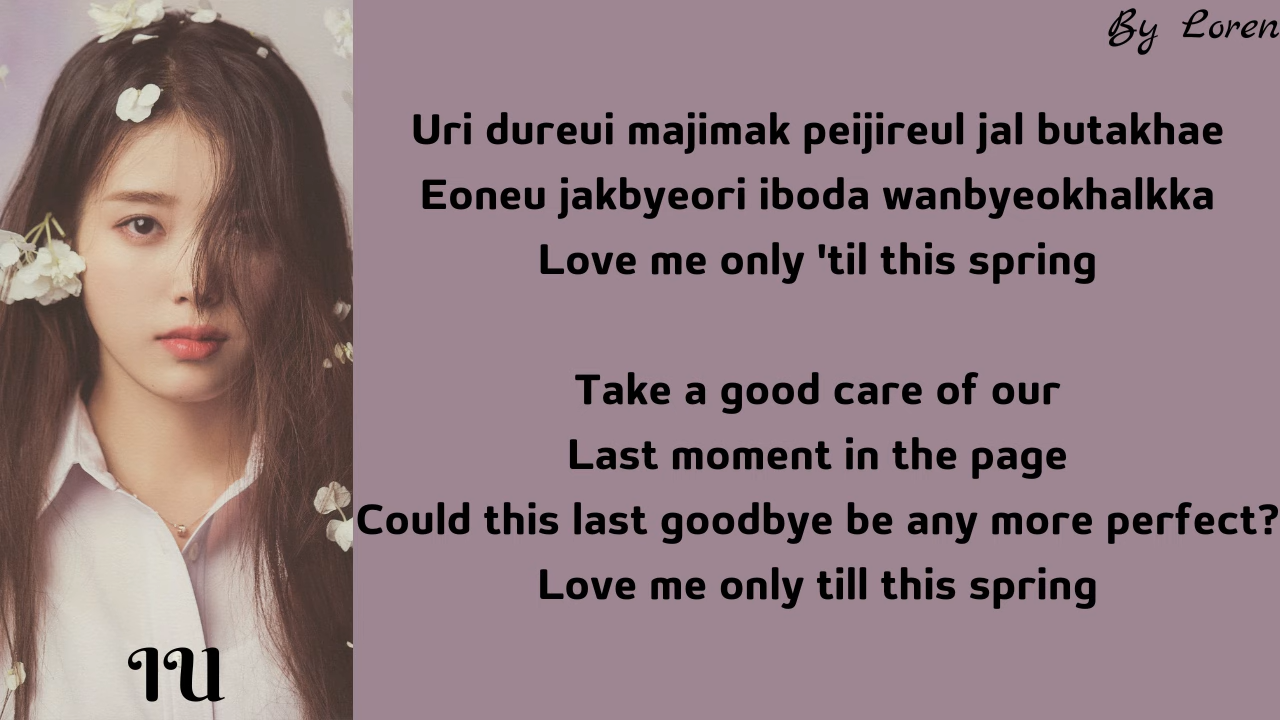 By Loren
Uri dureui majimak peijireul jal butakhae
Eoneu jakbyeori iboda wanbyeokhalkka
Love me only 'til this spring
Take a good care of our
Last moment in the page
Could this last goodbye be any more perfect?
Love me only till this spring
IU